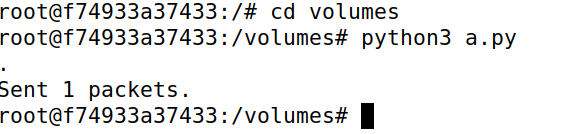 root@f74933a37433:/# cd volumes
root@f74933a37433:/volumes# python3 a.py
.
Sent 1 packets.
root@f74933a37433:/volumes#